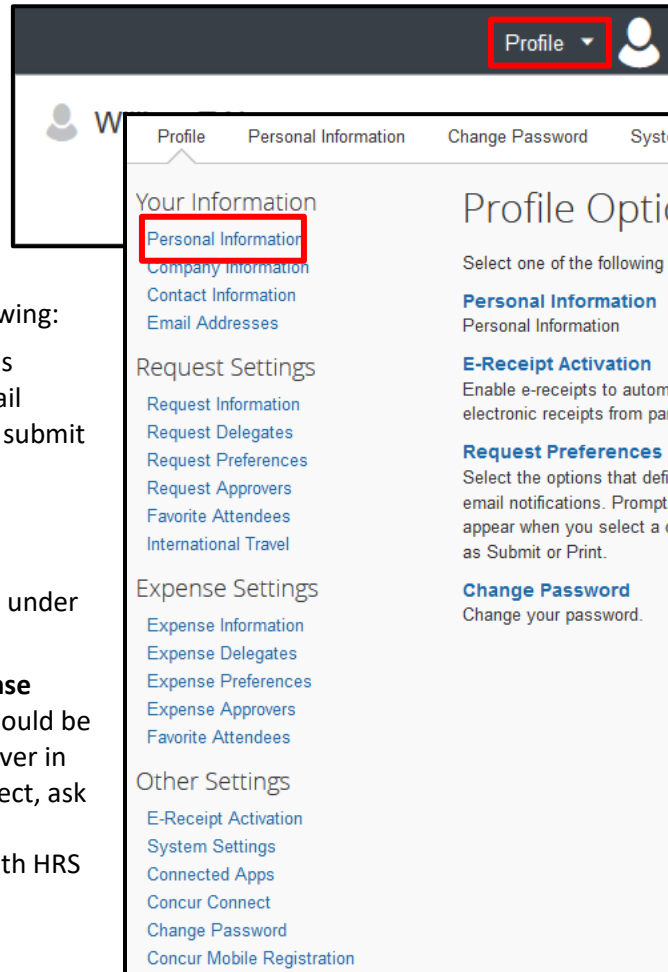 Profile
W
Profile Personal Information Change Password Syst
Your Information
Personal Information
Company Information
Contact Information
Email Addresses
Request Settings
Request Information
Request Delegates
Request Preferences
Request Approvers
Favorite Attendees
International Travel
Expense Settings
Expense Information
Expense Delegates
Expense Preferences
Expense Approvers
Favorite Attendees
Other Settings
E-Receipt Activation
System Settings
Connected Apps
Concur Connect
Change Password
Concur Mobile Registration
Profile Optio
Select one of the following
Personal Information
Personal Information
E-Receipt Activation
Enable e-receipts to autom
electronic receipts from par
Request Preferences
Select the options that defi
email notifications. Prompt
appear when you select a c
as Submit or Print.
Change Password
Change your password.
wing:
s
ail
submit
under
nse
ould be
ver in
ect, ask
th HRS